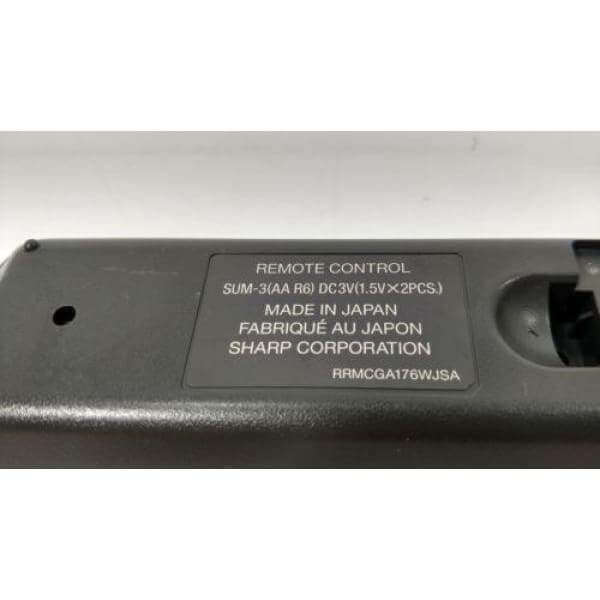 REMOTE CONTROL
SUM-3(AA R6) DC3V(1.5V×2PCS.)
MADE IN JAPAN
FABRIQUÉ AU JAPON
SHARP CORPORATION
RRMCGA176WJSA